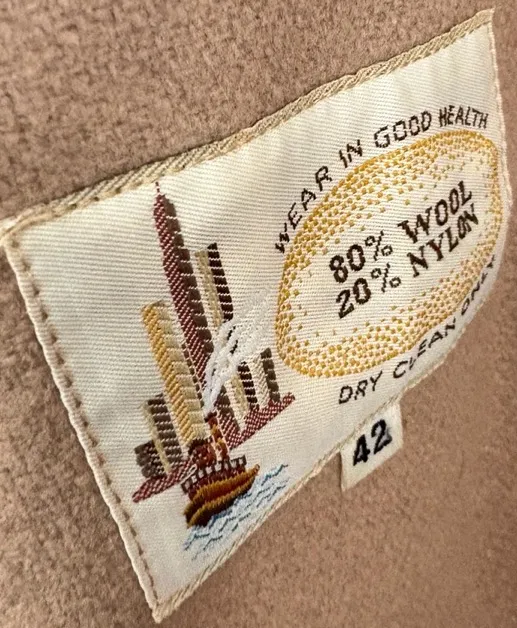 WEAR IN GOOD HEALTH
80% WOOL
20% NYLON
DRY CLEAN ONLY
42